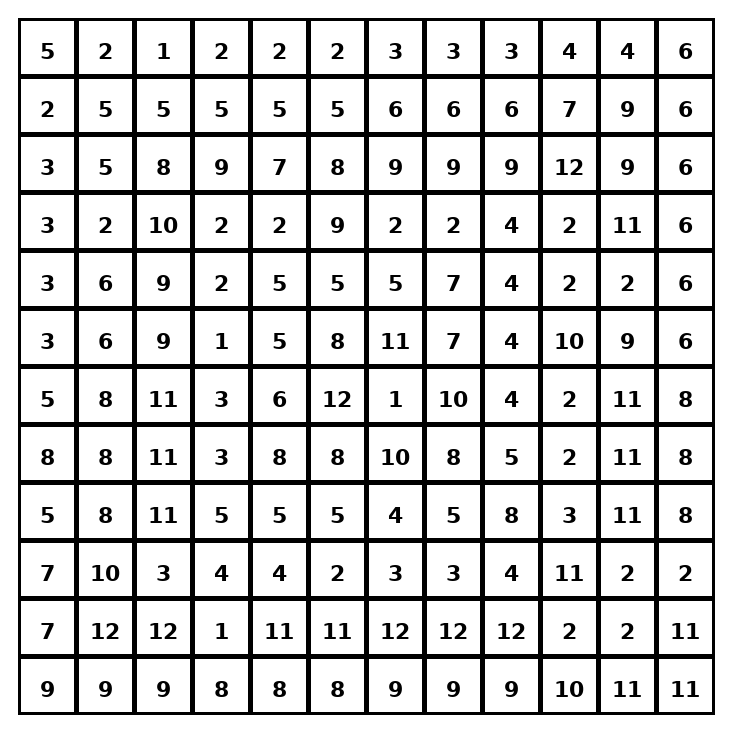 5 2 1 2 2 2 3 3 3 4 4 6
2 5 5 5 5 5 6 6 6 7 9 6
3 5 8 9 7 8 9 9 9 12 9 6
3 2 10 2 2 9 2 2 4 2 11 6
3 6 9 2 5 5 5 7 4 2 2 6
3 6 9 1 5 8 11 7 4 10 9 6
5 8 11 3 6 12 1 10 4 2 11 8
8 8 11 3 8 8 10 8 5 2 11 8
5 8 11 5 5 5 4 5 8 3 11 8
7 10 3 4 4 2 3 3 4 11 2 2
7 12 12 1 11 11 12 12 12 2 2 11
9 9 9 8 8 8 9 9 9 10 11 11